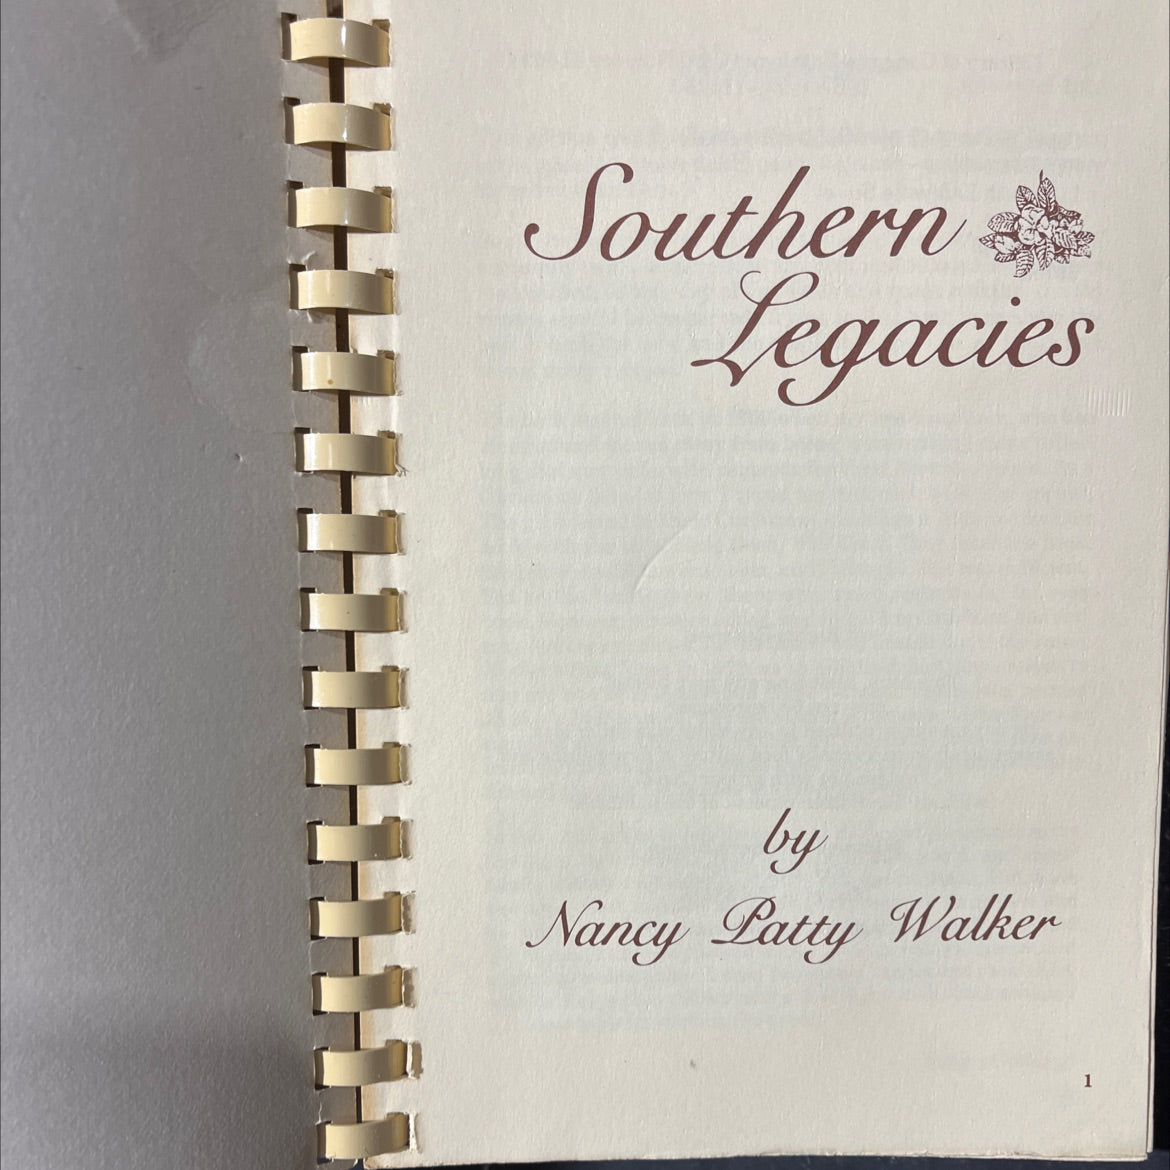 Southern
Legacies
by
Nancy Patty Walker
1